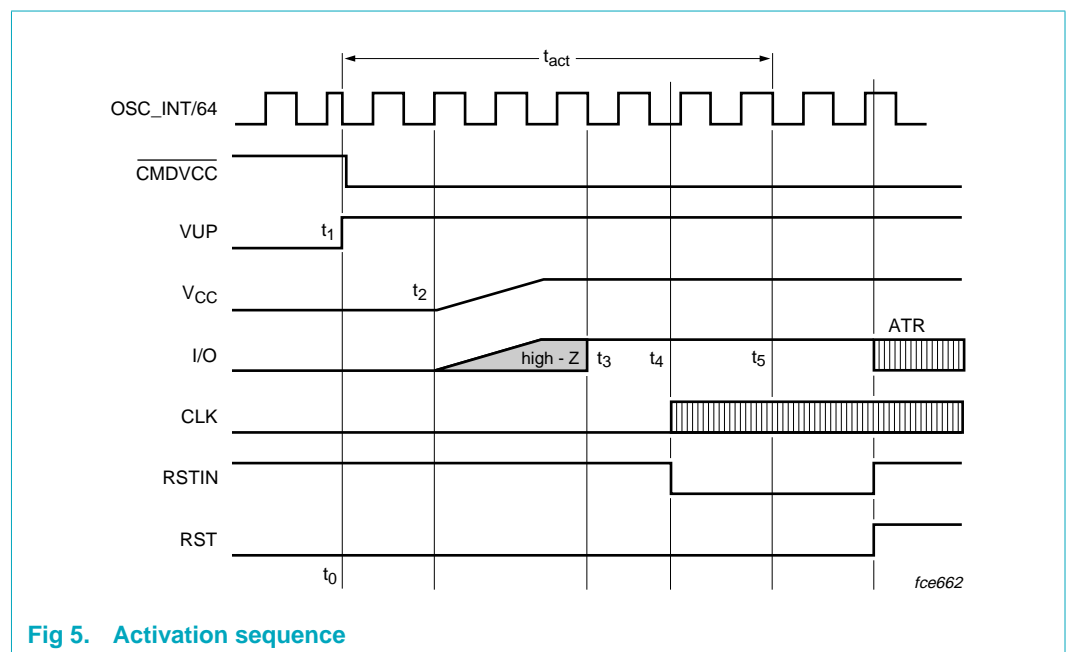 tact
OSC_INT/64
CMDVCC
VUP
t1
VCC
t2
ATR
I/O
high - Z
t3
t4
t5
CLK
RSTIN
RST
t0
fce662
Fig 5. Activation sequence